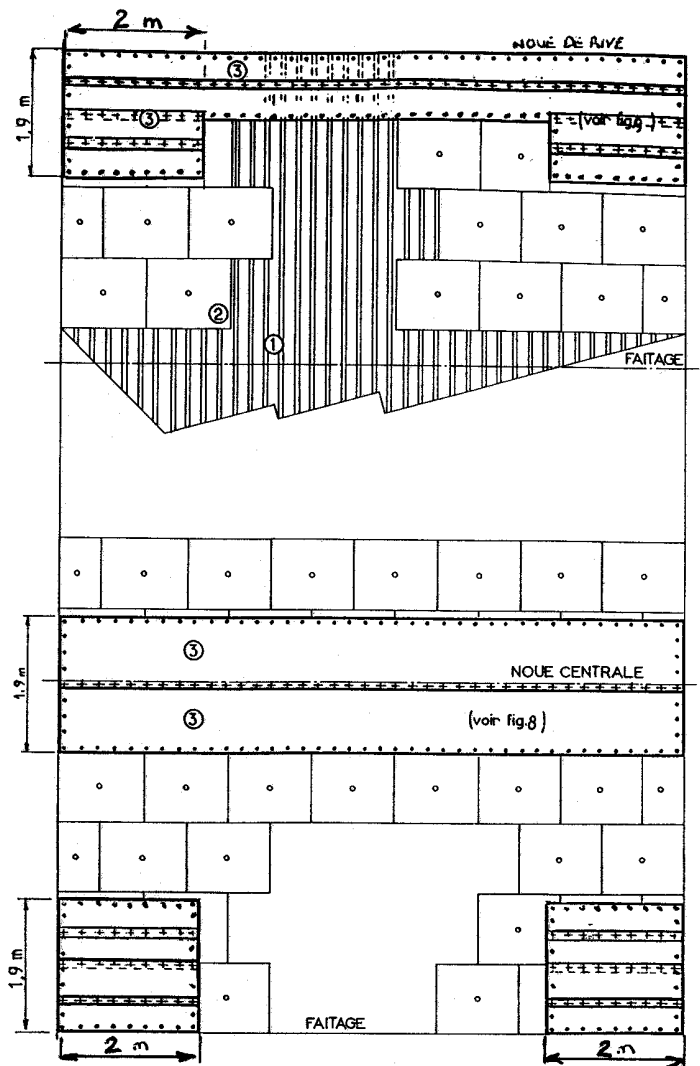 2 m
NOUE DE RIVE
③
1,9 m
③
(voir fig.9)
②
①
FAITAGE
③
1.9 m
NOUE CENTRALE
③
(voir fig.8)
1,9 m
FAITAGE
2 m
2 m